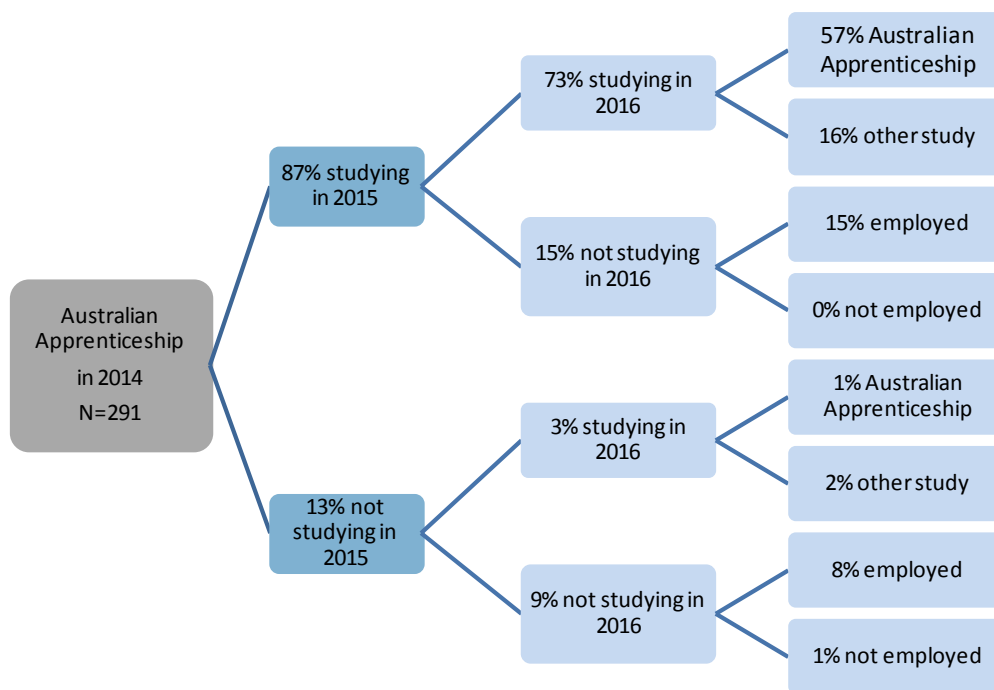 Australian
Apprenticeship
in 2014
N=291
87% studying
in 2015
13% not
studying in
2015
73% studying in
2016
15% not studying
in 2016
3% studying in
2016
9% not studying in
2016
57% Australian
Apprenticeship
16% other study
15% employed
0% not employed
1% Australian
Apprenticeship
2% other study
8% employed
1% not employed